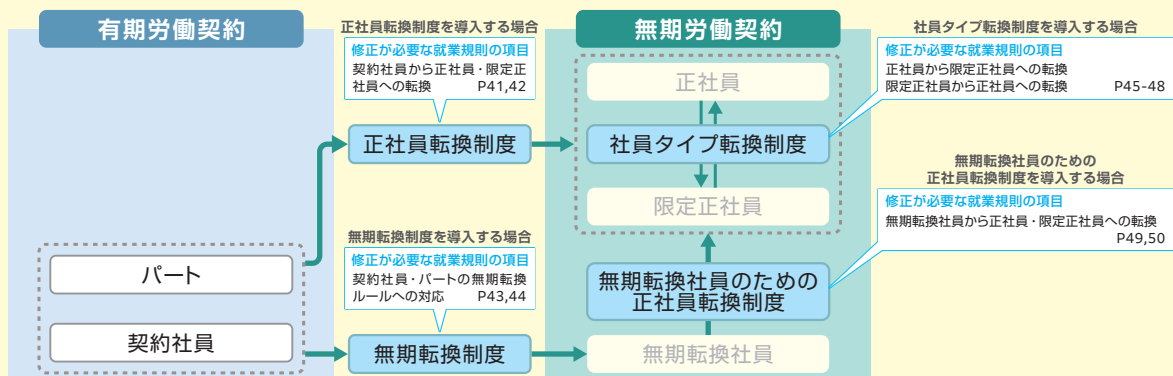 有期労働契約
正社員転換制度を導入する場合
修正が必要な就業規則の項目
契約社員から正社員・限定正
社員への転換 P41,42
正社員転換制度
無期労働契約
正社員
社員タイプ転換制度
限定正社員
社員タイプ転換制度を導入する場合
修正が必要な就業規則の項目
正社員から限定正社員への転換
限定正社員から正社員への転換 P45-48
無期転換社員のための
正社員転換制度を導入する場合
修正が必要な就業規則の項目
無期転換社員から正社員・限定正社員への転換
P49,50
パート
契約社員
無期転換制度を導入する場合
修正が必要な就業規則の項目
契約社員・パートの無期転換
ルールへの対応 P43,44
無期転換制度
無期転換社員のための
正社員転換制度
無期転換社員